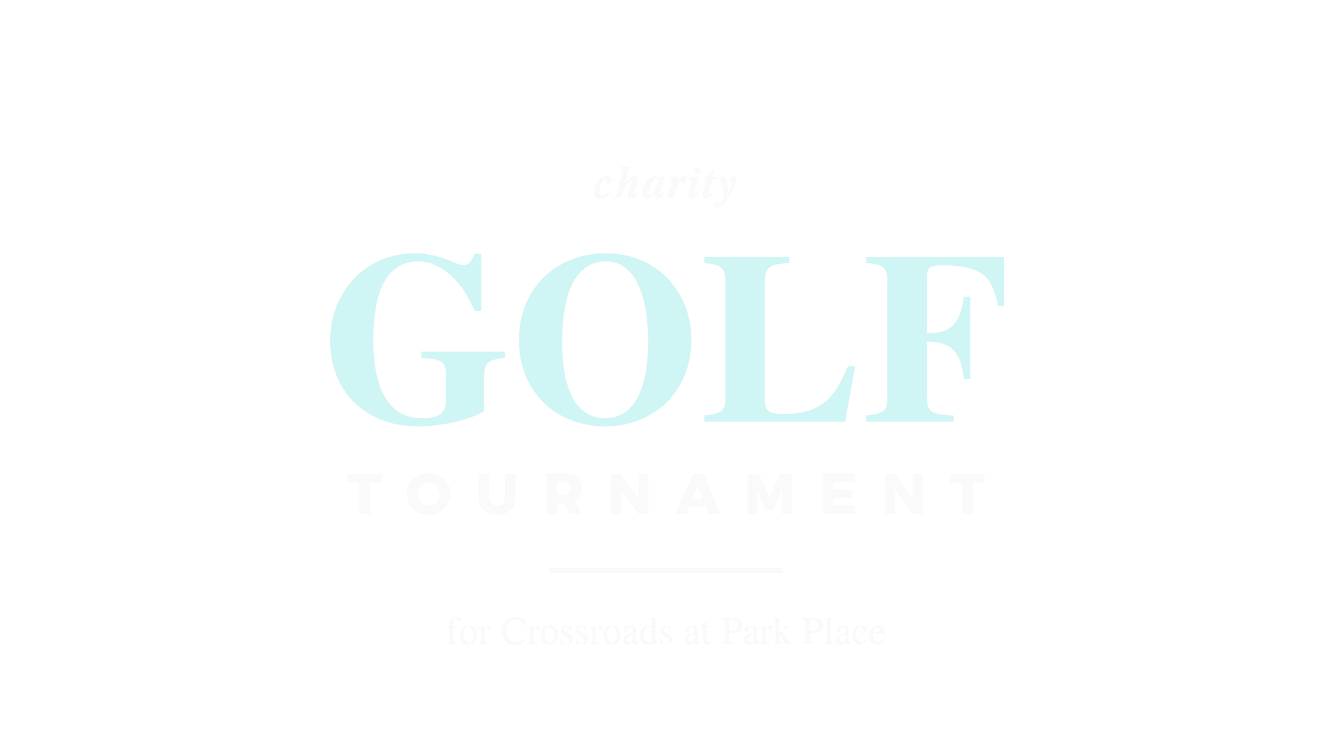 charity
GOLF
TOURNAMENT
for Crossroads at Park Place